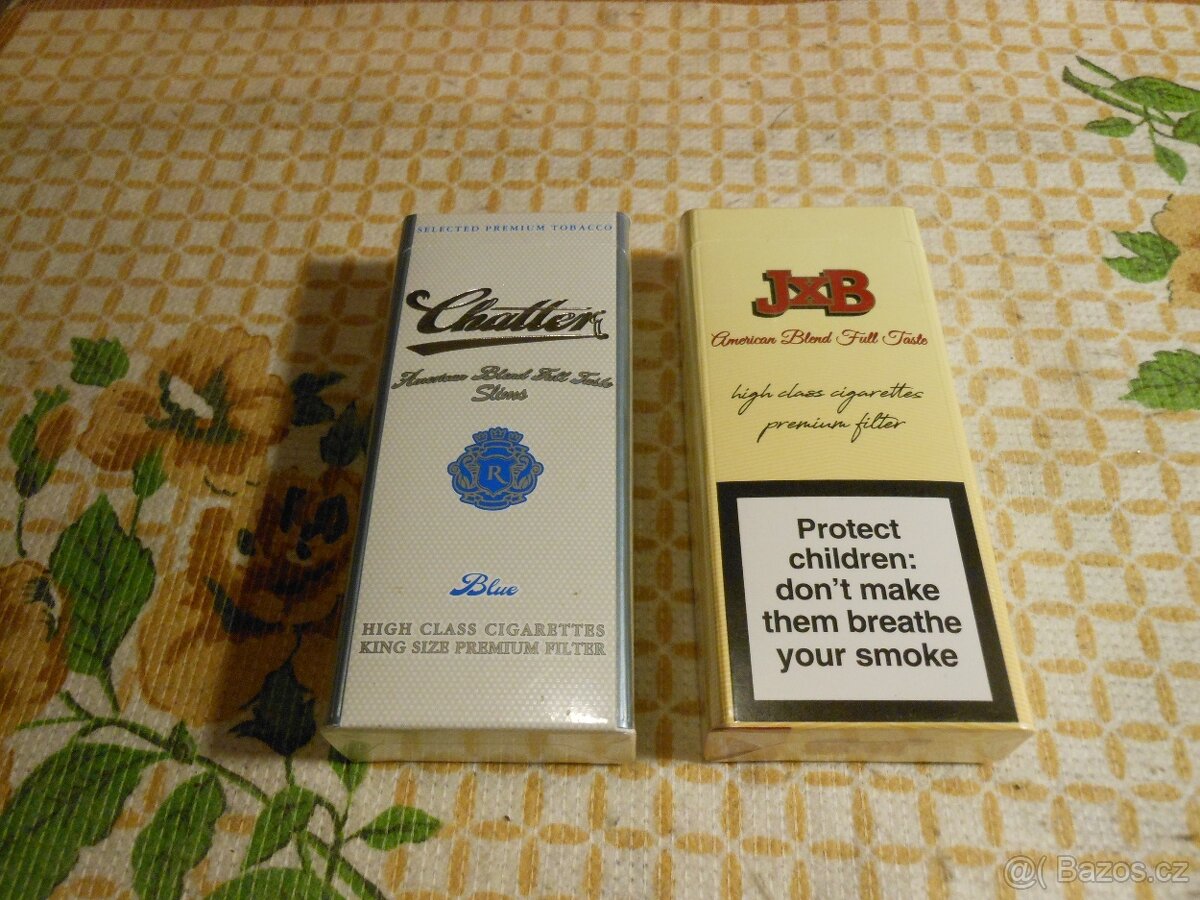 SELECTED PREMIUM TOBACCO
Challer
American Blend Full Taste
Slims
R
Blue
HIGH CLASS CIGARETTES
KING SIZE PREMIUM FILTER
JxB
American Blend Full Taste
high class cigarettes
premium filter
Protect
children:
don't make
them breathe
your smoke
@( Bazos.cz